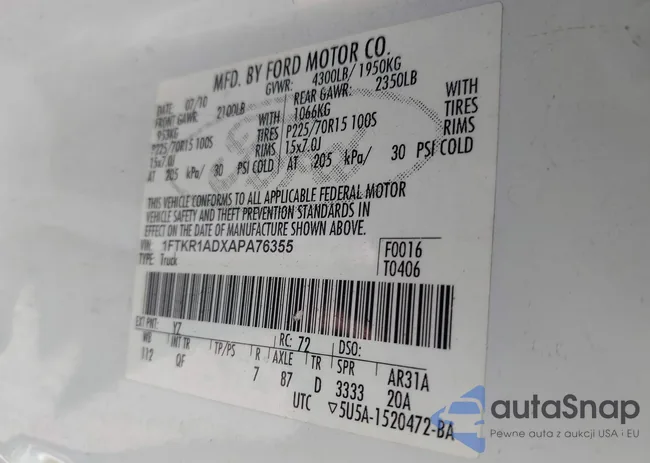 MFD. BY FORD MOTOR CO.
DATE: 07/10 GVWR: 4300LB/ 1950KG
FRONT GAWR: 2100LB REAR GAWR: 2350LB
953KG WITH 1066KG WITH
P225/70R15 100S TIRES P225/70R15 100S TIRES
15x7.0J RIMS 15x7.0J RIMS
AT 205 kPa/ 30 PSI COLD AT 205 kPa/ 30 PSI COLD
THIS VEHICLE CONFORMS TO ALL APPLICABLE FEDERAL MOTOR
VEHICLE SAFETY AND THEFT PREVENTION STANDARDS IN
EFFECT ON THE DATE OF MANUFACTURE SHOWN ABOVE.
VIN: 1FTKR1ADXAPA76355 F0016
TYPE: Truck T0406
EXT PNT: YZ RC: 72 DSO:
WB INT TR TP/PS R AXLE TR SPR AR31A
112 QF 7 87 D 3333 20A
UTC ▽5U5A-1520472-BA
Ford
autoSnap
Pewne auta z aukcji USA i EU